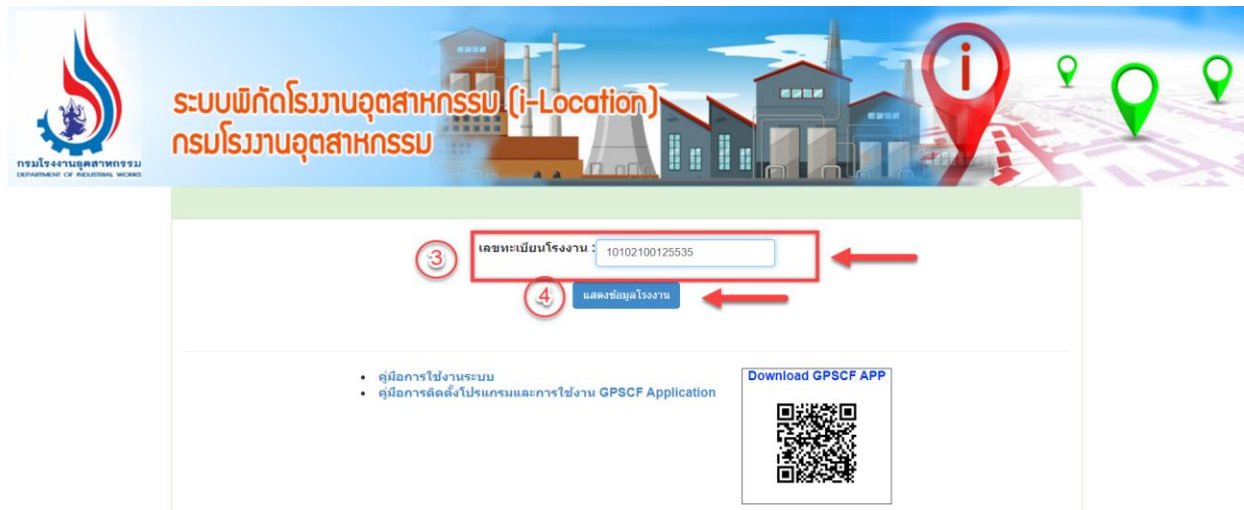 ระบบพิกัดโรงงานอุตสาหกรรม (i-Location)
กรมโรงงานอุตสาหกรรม
i
กรมโรงงานอุตสาหกรรม
DEPARTMENT OF INDUSTRIAL WORKS
3
เลขทะเบียนโรงงาน : 10102100125535
4
แสดงข้อมูลโรงงาน
• คู่มือการใช้งานระบบ
• คู่มือการติดตั้งโปรแกรมและการใช้งาน GPSCF Application
Download GPSCF APP